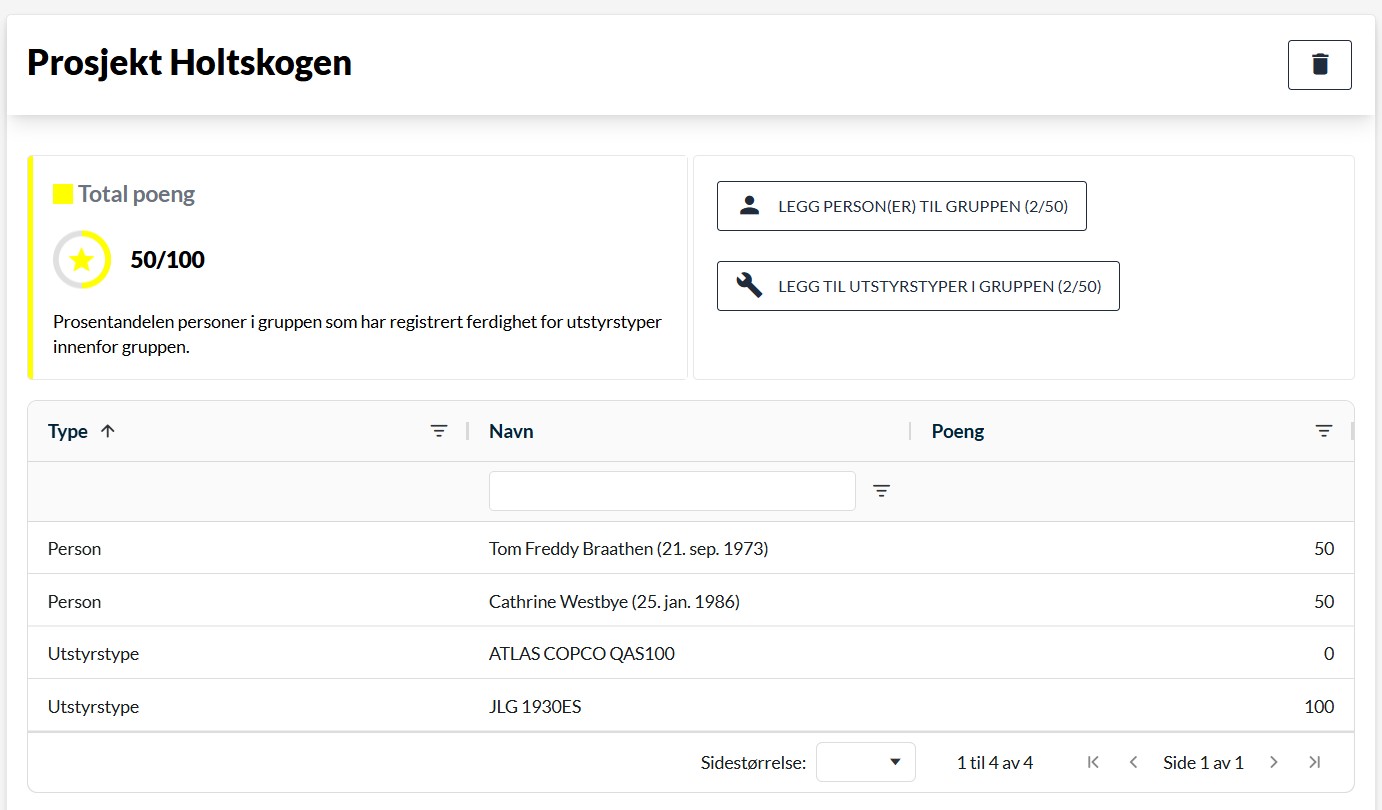 Prosjekt Holtskogen
Total poeng
50/100
Prosentandelen personer i gruppen som har registrert ferdighet for utstyrstyper
innenfor gruppen.
LEGG PERSON(ER) TIL GRUPPEN (2/50)
LEGG TIL UTSTYRSTYPER I GRUPPEN (2/50)
Type Navn Poeng
Person Tom Freddy Braathen (21. sep. 1973) 50
Person Cathrine Westbye (25. jan. 1986) 50
Utstyrstype ATLAS COPCO QAS100 0
Utstyrstype JLG 1930ES 100
Sidestørrelse: 1 til 4 av 4 Side 1 av 1